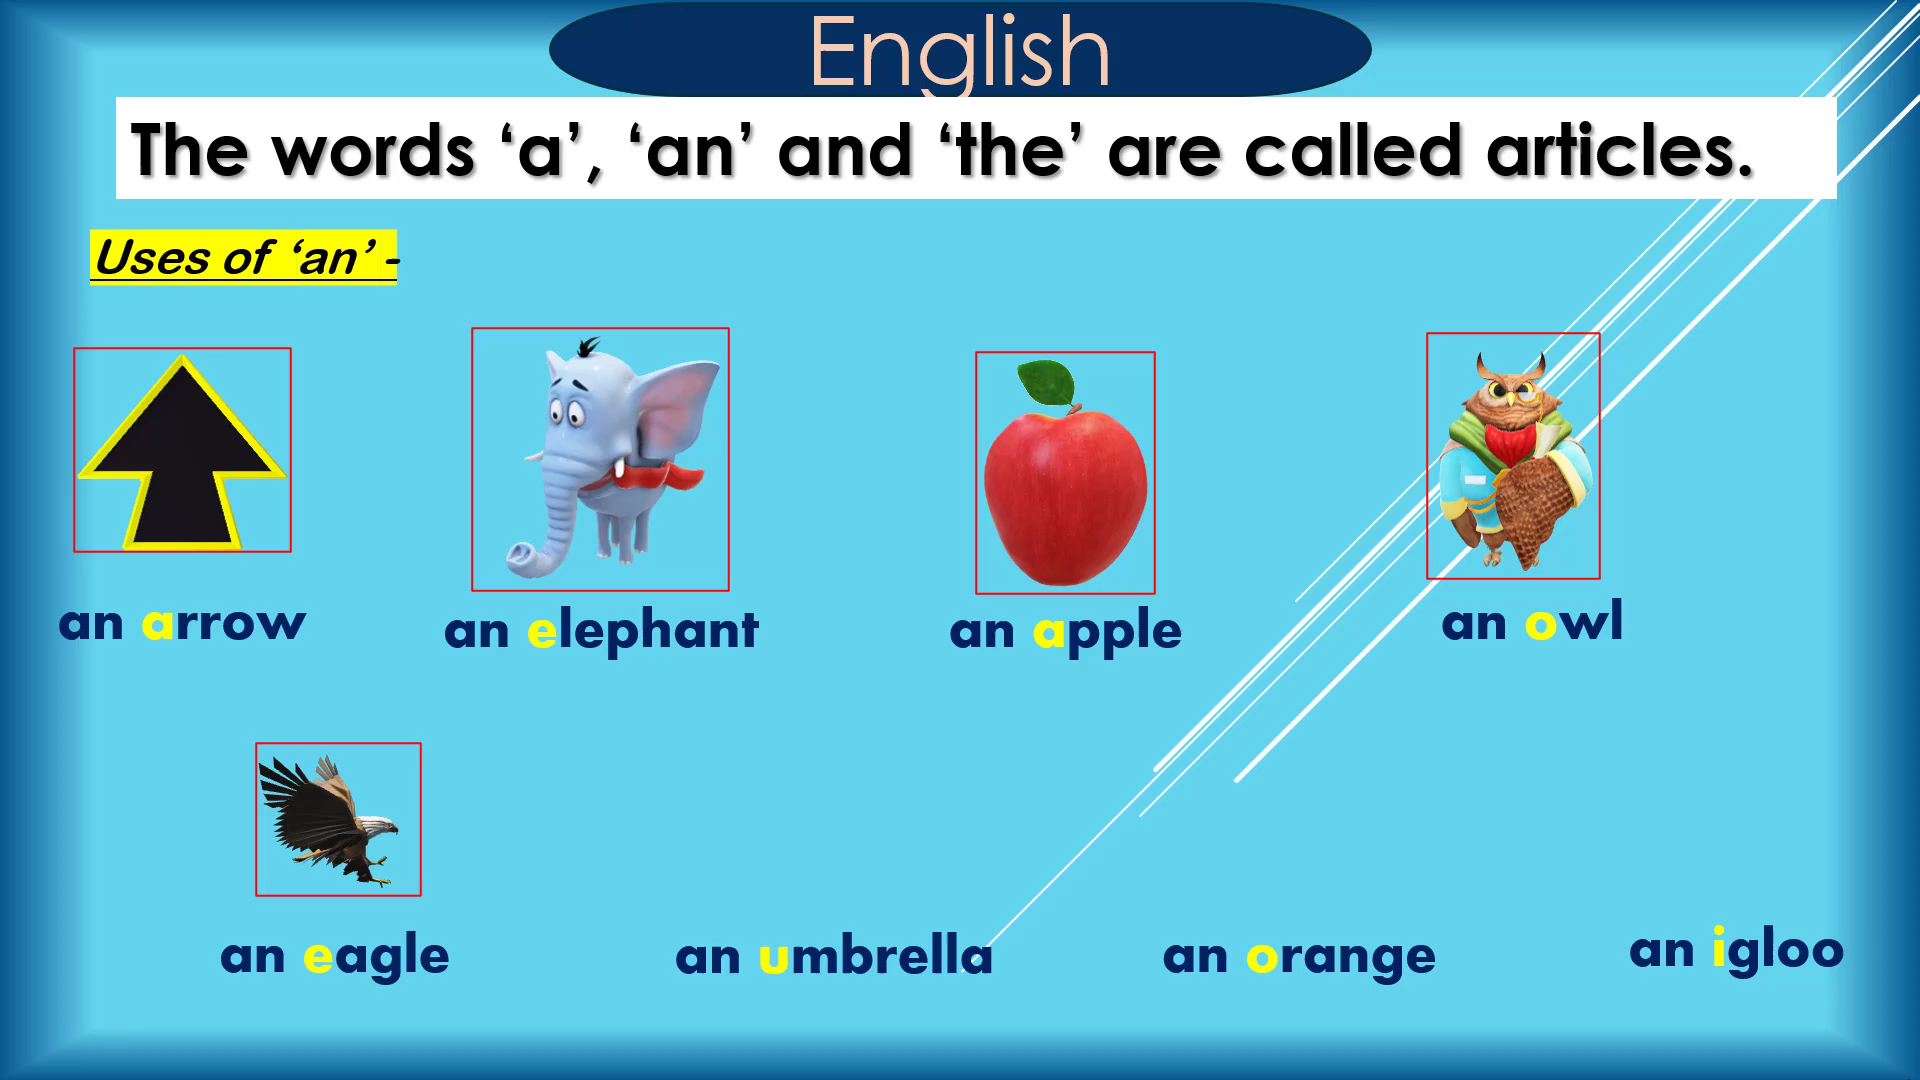 English
The words ‘a’, ‘an’ and ‘the’ are called articles.
Uses of ‘an’ -
an arrow
an elephant
an apple
an owl
an eagle
an umbrella
an orange
an igloo